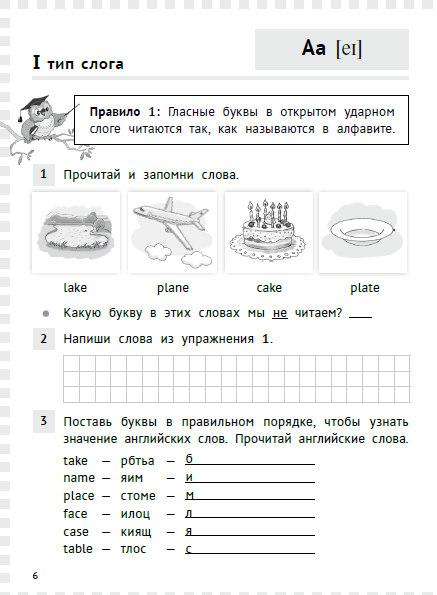 Aa [eɪ]
I тип слога
Правило 1: Гласные буквы в открытом ударном
слоге читаются так, как называются в алфавите.
1 Прочитай и запомни слова.
lake plane cake plate
Какую букву в этих словах мы не читаем? ___
2 Напиши слова из упражнения 1.
3 Поставь буквы в правильном порядке, чтобы узнать
значение английских слов. Прочитай английские слова.
take — рбтьа — б
name — яим — и
place — стоме — м
face — илоц — л
case — киящ — я
table — тлос — с
6